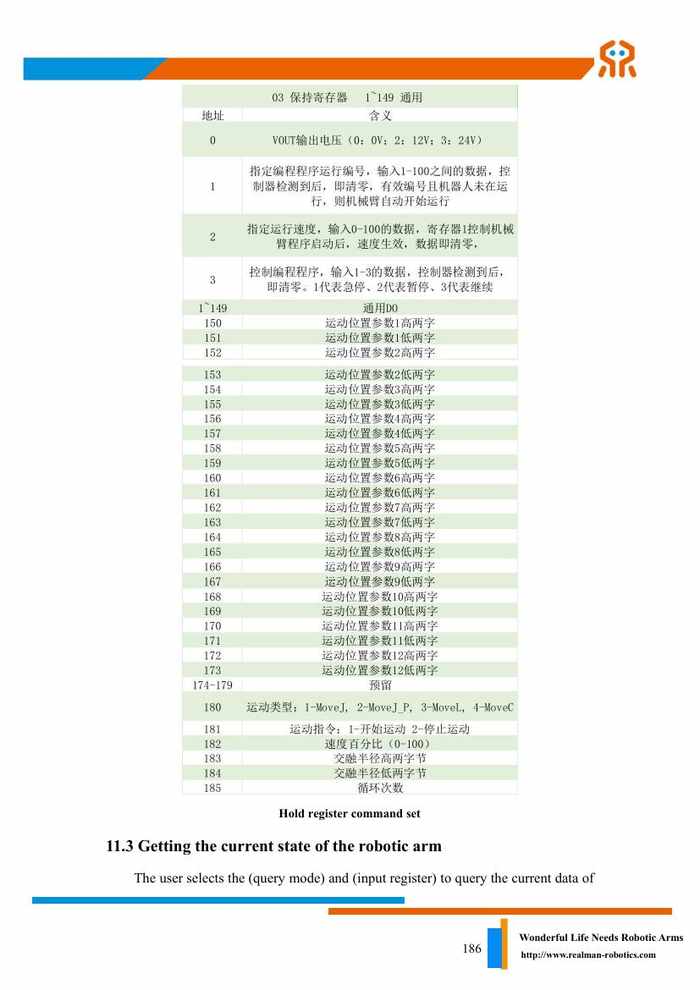 03 保持寄存器 1~149 通用
地址 含义
0 VOUT输出电压（0：0V；2：12V；3：24V）
指定编程程序运行编号，输入1-100之间的数据，控
1 制器检测到后，即清零，有效编号且机器人未在运
行，则机械臂自动开始运行
指定运行速度，输入0-100的数据，寄存器1控制机械
2 臂程序启动后，速度生效，数据即清零，
控制编程程序，输入1-3的数据，控制器检测到后，
3 即清零。1代表急停、2代表暂停、3代表继续
1~149 通用DO
150 运动位置参数1高两字
151 运动位置参数1低两字
152 运动位置参数2高两字
153 运动位置参数2低两字
154 运动位置参数3高两字
155 运动位置参数3低两字
156 运动位置参数4高两字
157 运动位置参数4低两字
158 运动位置参数5高两字
159 运动位置参数5低两字
160 运动位置参数6高两字
161 运动位置参数6低两字
162 运动位置参数7高两字
163 运动位置参数7低两字
164 运动位置参数8高两字
165 运动位置参数8低两字
166 运动位置参数9高两字
167 运动位置参数9低两字
168 运动位置参数10高两字
169 运动位置参数10低两字
170 运动位置参数11高两字
171 运动位置参数11低两字
172 运动位置参数12高两字
173 运动位置参数12低两字
174-179 预留
180 运动类型；1-MoveJ, 2-MoveJ_P, 3-MoveL, 4-MoveC
181 运动指令；1-开始运动 2-停止运动
182 速度百分比（0-100）
183 交融半径高两字节
184 交融半径低两字节
185 循环次数
Hold register command set
11.3 Getting the current state of the robotic arm
The user selects the (query mode) and (input register) to query the current data of
186
Wonderful Life Needs Robotic Arms
http://www.realman-robotics.com